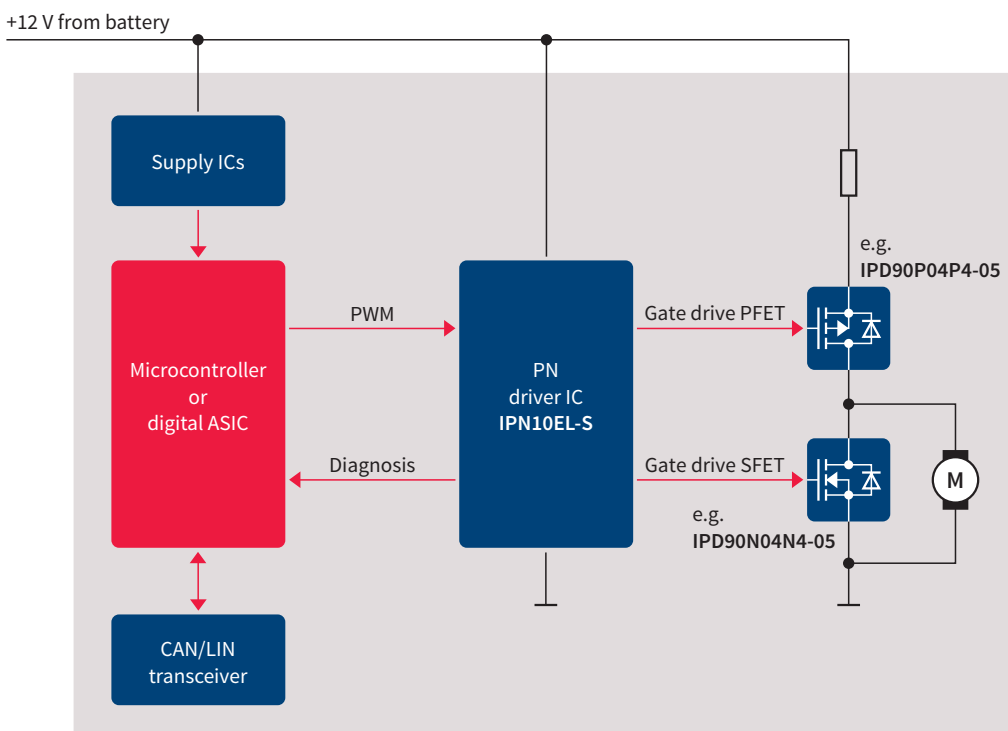 +12 V from battery
Supply ICs
e.g.
IPD90P04P4-05
PWM
Gate drive PFET
Microcontroller
or
digital ASIC
PN
driver IC
IPN10EL-S
Diagnosis
Gate drive SFET
M
e.g.
IPD90N04N4-05
CAN/LIN
transceiver